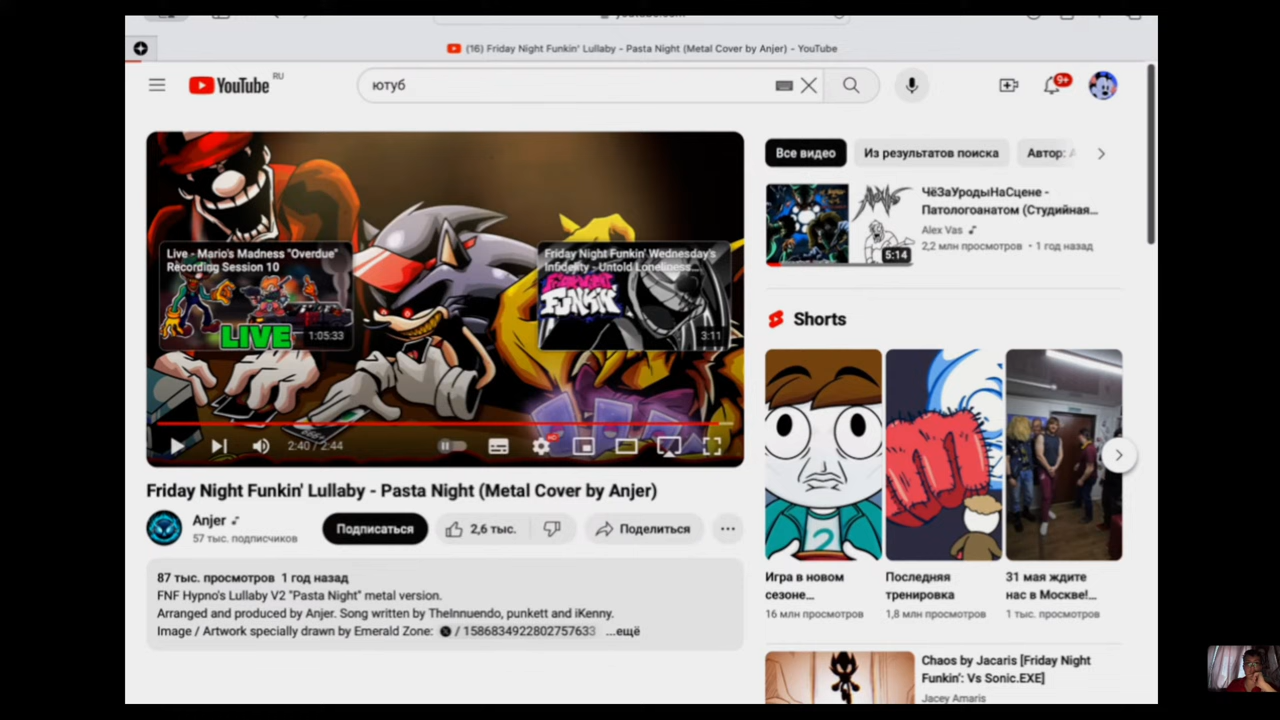 (16) Friday Night Funkin' Lullaby - Pasta Night (Metal Cover by Anjer) - YouTube
YouTube RU
ютуб
9+
Live - Mario's Madness "Overdue"
Recording Session 10
LIVE
1:05:33
Friday Night Funkin' Wednesday's
Infidelity - Untold Loneliness...
FUNKIN
3:11
2:40 / 2:44
HD
Friday Night Funkin' Lullaby - Pasta Night (Metal Cover by Anjer)
Anjer
57 тыс. подписчиков
Подписаться
2,6 тыс.
Поделиться
87 тыс. просмотров 1 год назад
FNF Hypno's Lullaby V2 "Pasta Night" metal version.
Arranged and produced by Anjer. Song written by TheInnuendo, punkett and iKenny.
Image / Artwork specially drawn by Emerald Zone: / 1586834922802757633 ...ещё
Все видео
Из результатов поиска
Автор:
ЧёЗаУродыНаСцене -
Патологоанатом (Студийная...
Alex Vas
2,2 млн просмотров • 1 год назад
5:14
Shorts
Игра в новом
сезоне...
16 млн просмотров
Последняя
тренировка
1,8 млн просмотров
31 мая ждите
нас в Москве!...
1 тыс. просмотров
2
Chaos by Jacaris [Friday Night
Funkin': Vs Sonic.EXE]
Jacey Amaris